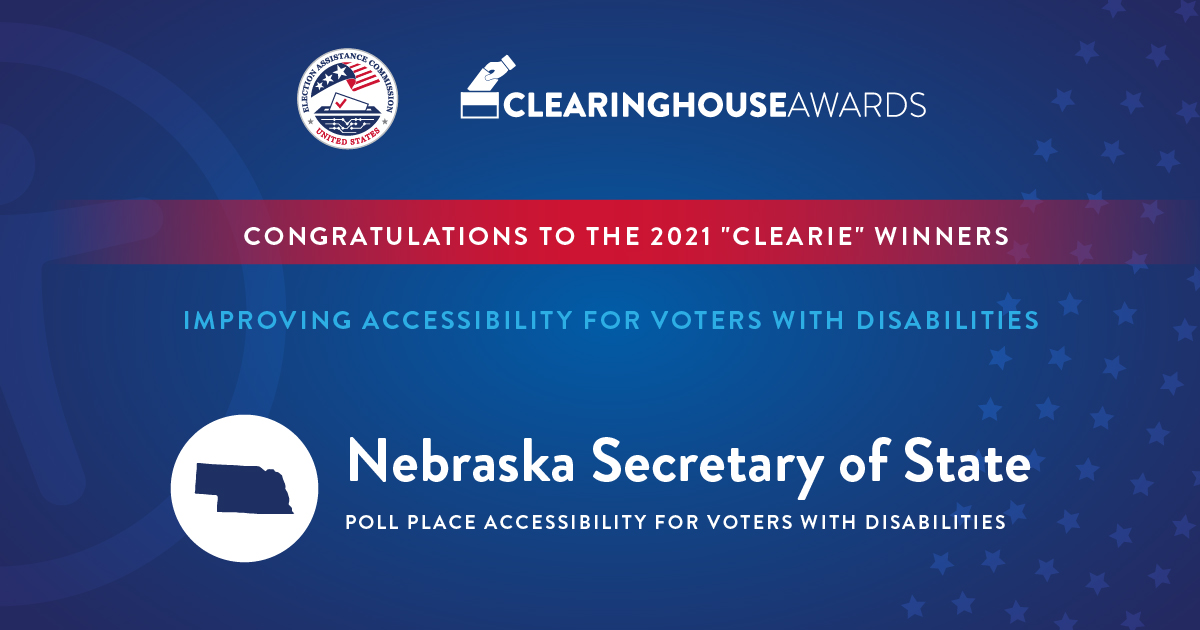 ELECTION ASSISTANCE COMMISSION
UNITED STATES
CLEARINGHOUSEAWARDS
CONGRATULATIONS TO THE 2021 "CLEARIE" WINNERS
IMPROVING ACCESSIBILITY FOR VOTERS WITH DISABILITIES
Nebraska Secretary of State
POLL PLACE ACCESSIBILITY FOR VOTERS WITH DISABILITIES